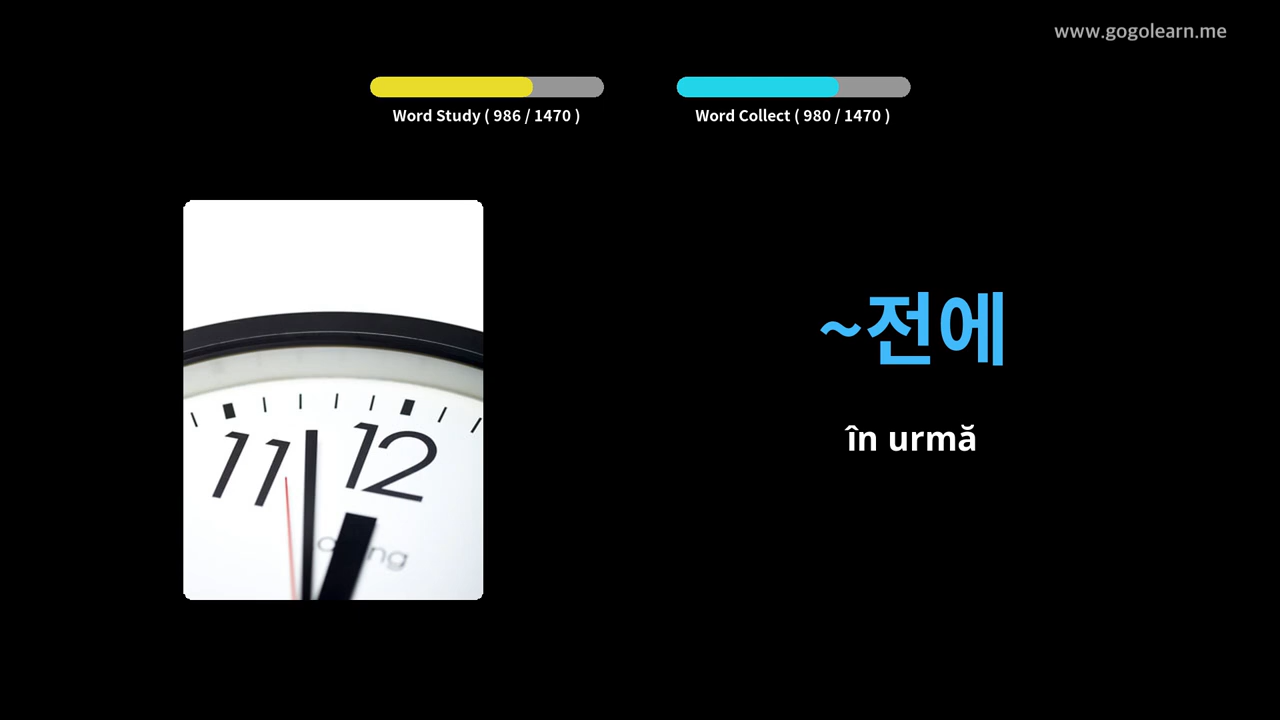 www.gogolearn.me
Word Study ( 986 / 1470 )
Word Collect ( 980 / 1470 )
~전에
în urmă
11 12